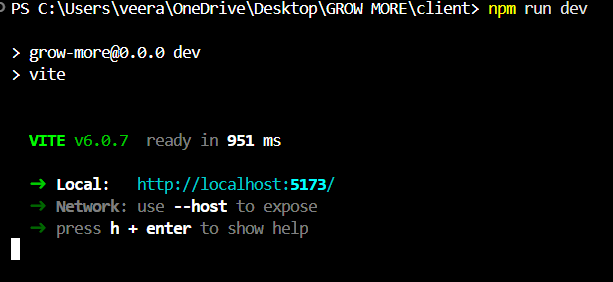 PS C:\Users\veera\OneDrive\Desktop\GROW MORE\client> npm run dev
> grow-more@0.0.0 dev
> vite
VITE v6.0.7 ready in 951 ms
➜ Local: http://localhost:5173/
➜ Network: use --host to expose
➜ press h + enter to show help